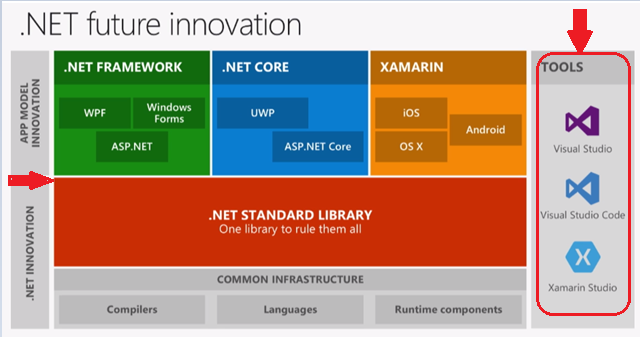 .NET future innovation
APP MODEL
INNOVATION
.NET FRAMEWORK
WPF
Windows
Forms
ASP.NET
.NET CORE
UWP
ASP.NET Core
XAMARIN
iOS
Android
OS X
TOOLS
Visual Studio
Visual Studio Code
Xamarin Studio
.NET INNOVATION
.NET STANDARD LIBRARY
One library to rule them all
COMMON INFRASTRUCTURE
Compilers
Languages
Runtime components